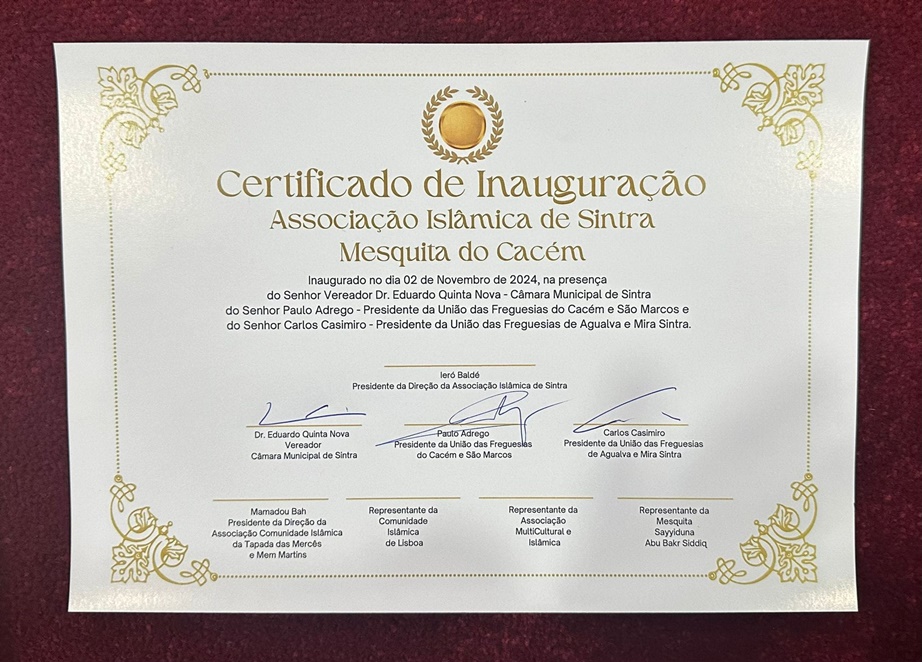 Certificado de Inauguração
Associação Islâmica de Sintra
Mesquita do Cacém
Inaugurado no dia 02 de Novembro de 2024, na presença
do Senhor Vereador Dr. Eduardo Quinta Nova - Câmara Municipal de Sintra
do Senhor Paulo Adrego - Presidente da União das Freguesias do Cacém e São Marcos e
do Senhor Carlos Casimiro - Presidente da União das Freguesias de Agualva e Mira Sintra.
Ieró Baldé
Presidente da Direção da Associação Islâmica de Sintra
Dr. Eduardo Quinta Nova
Vereador
Câmara Municipal de Sintra
Paulo Adrego
Presidente da União das Freguesias
do Cacém e São Marcos
Carlos Casimiro
Presidente da União das Freguesias
de Agualva e Mira Sintra
Mamadou Bah
Presidente da Direção da
Associação Comunidade Islâmica
da Tapada das Mercês
e Mem Martins
Representante da
Comunidade
Islâmica
de Lisboa
Representante da
Associação
MultiCultural e
Islâmica
Representante da
Mesquita
Sayyiduna
Abu Bakr Siddiq